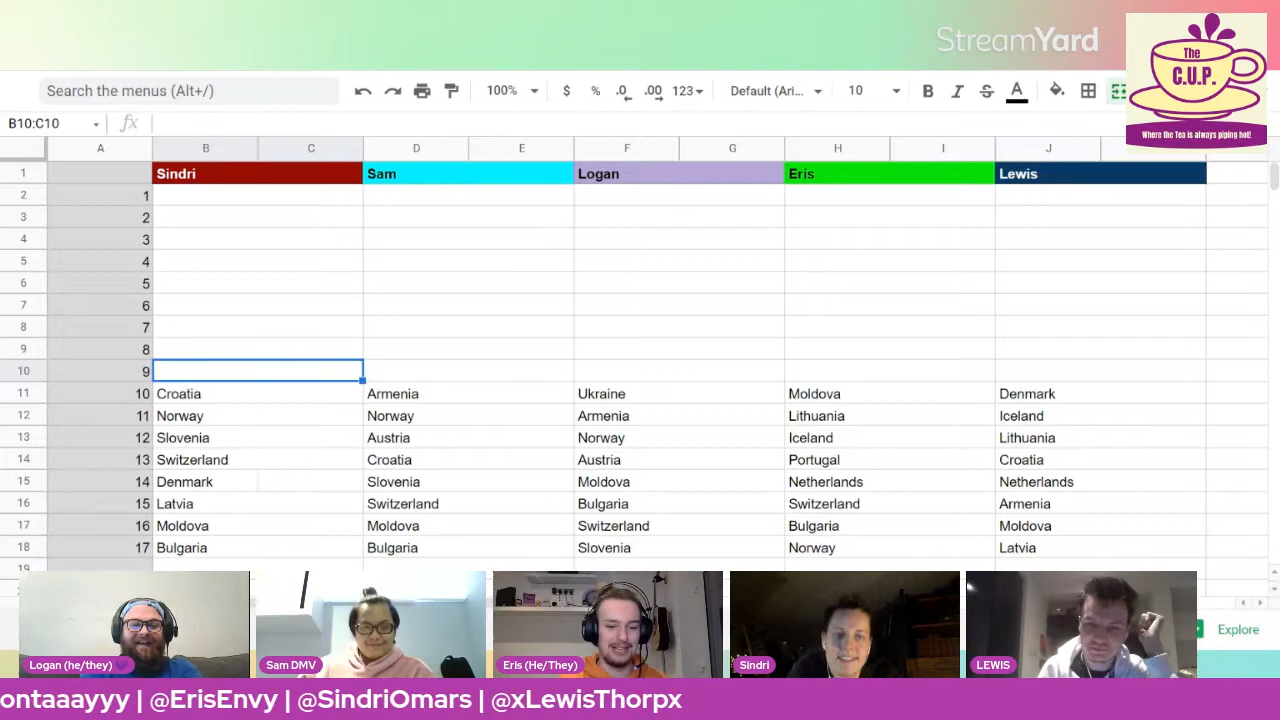 StreamYard
The
C.U.P.
Where the Tea is always piping hot!
Search the menus (Alt+/) 100% $ % .0 .00 123 Default (Ari... 10 B I S A
B10:C10 fx
A B C D E F G H I J
1 Sindri Sam Logan Eris Lewis
2 1
3 2
4 3
5 4
6 5
7 6
8 7
9 8
10 9
11 10 Croatia Armenia Ukraine Moldova Denmark
12 11 Norway Norway Armenia Lithuania Iceland
13 12 Slovenia Austria Norway Iceland Lithuania
14 13 Switzerland Croatia Austria Portugal Croatia
15 14 Denmark Slovenia Moldova Netherlands Netherlands
16 15 Latvia Switzerland Bulgaria Switzerland Armenia
17 16 Moldova Moldova Switzerland Bulgaria Moldova
18 17 Bulgaria Bulgaria Slovenia Norway Latvia
19
Explore
Logan (he/they) Sam DMV Eris (He/They) Sindri LEWIS
ontaaayyy | @ErisEnvy | @SindriOmars | @xLewisThorpx